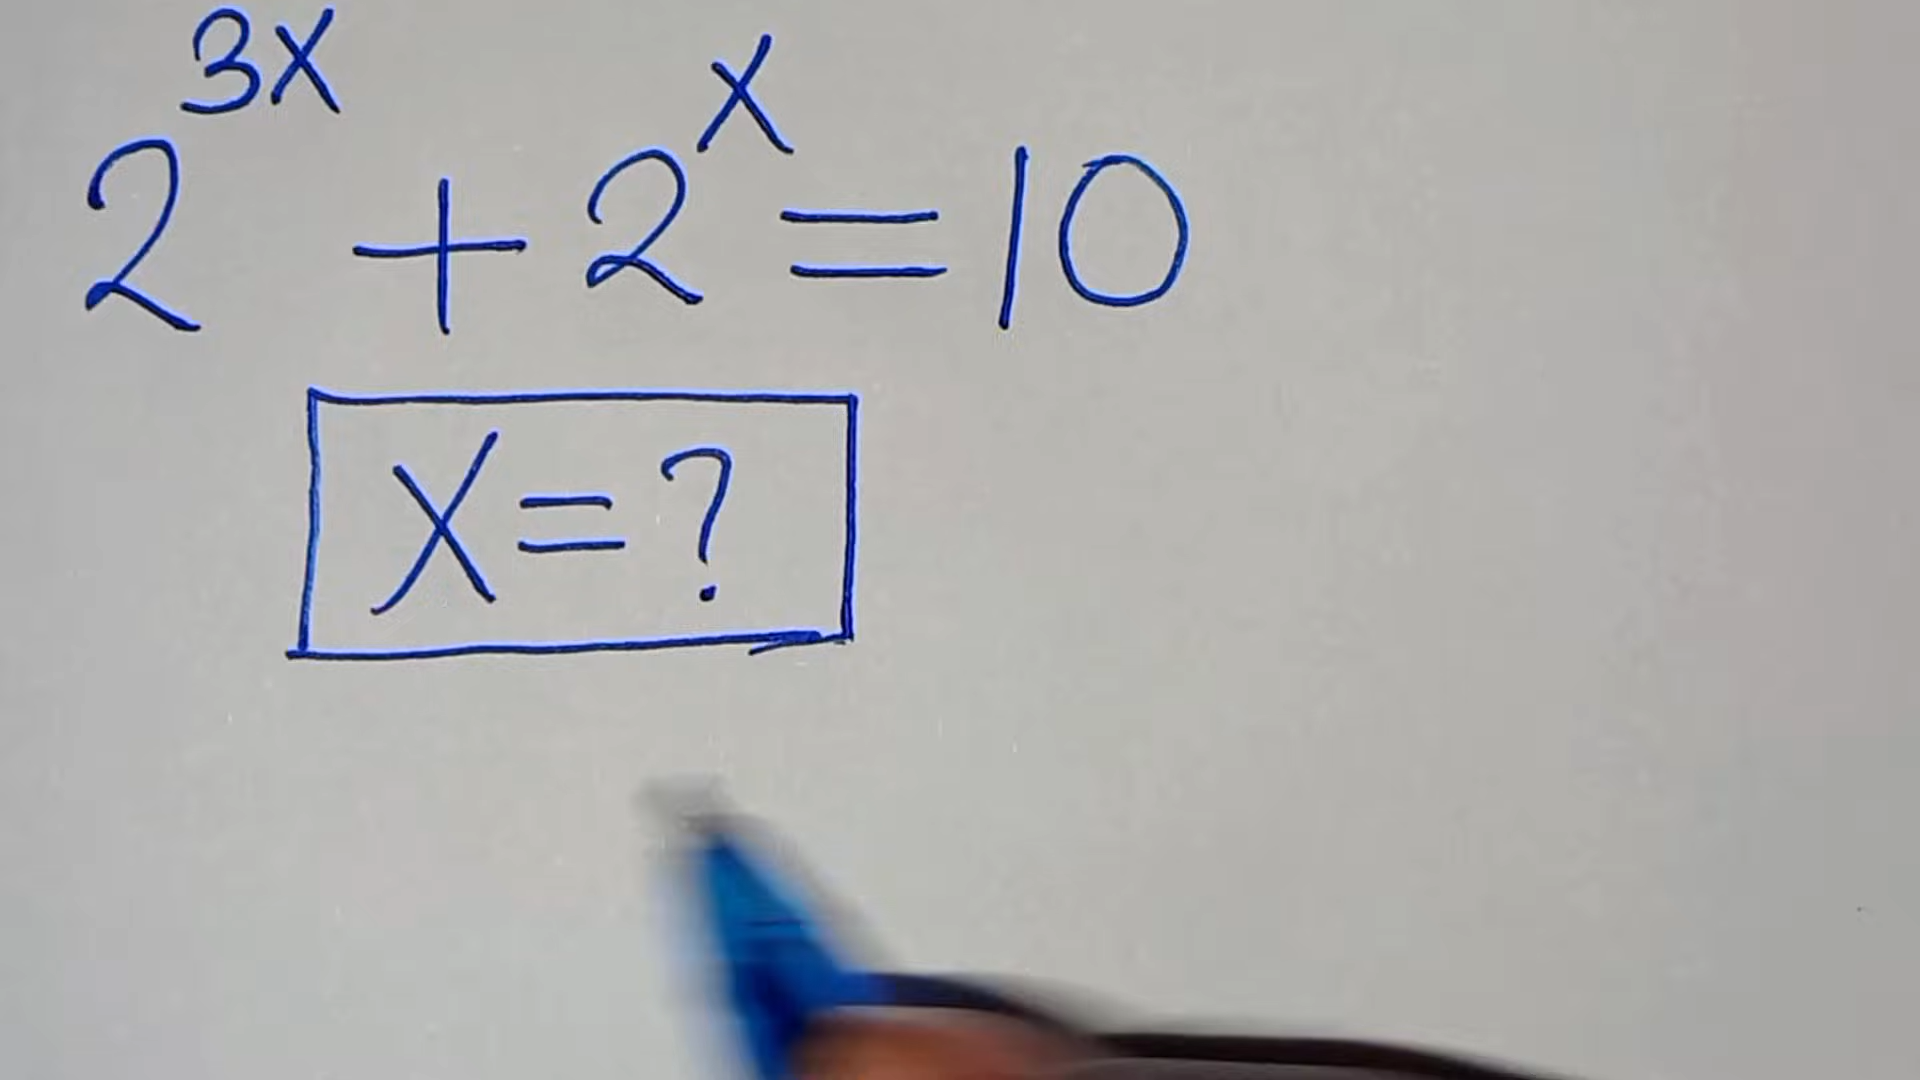 2^{3x} + 2^x = 10
x = ?